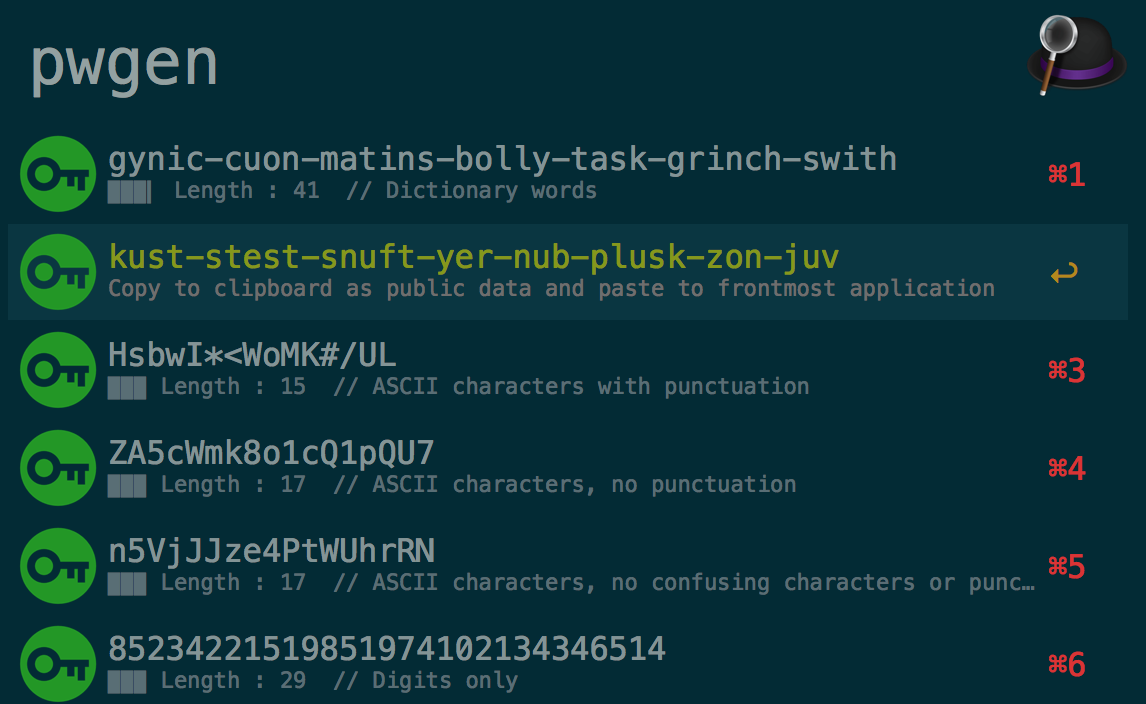 pwgen
gynic-cuon-matins-bolly-task-grinch-swith
⌘1
Length : 41 // Dictionary words
kust-stest-snuft-yer-nub-plusk-zon-juv
Copy to clipboard as public data and paste to frontmost application
HsbwI*<WoMK#/UL
⌘3
Length : 15 // ASCII characters with punctuation
ZA5cWmk8o1cQ1pQU7
⌘4
Length : 17 // ASCII characters, no punctuation
n5VjJJze4PtWUhrRN
⌘5
Length : 17 // ASCII characters, no confusing characters or punc…
85234221519851974102134346514
⌘6
Length : 29 // Digits only